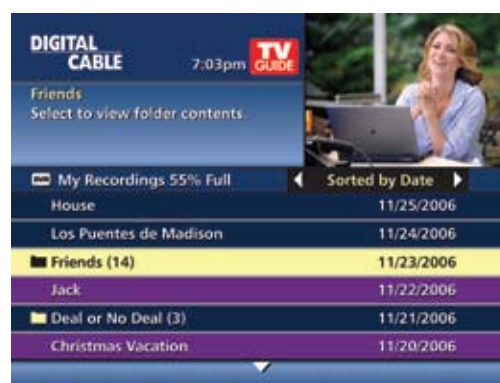 DIGITAL
CABLE
7:03pm
TV
GUIDE
Friends
Select to view folder contents.
DVR My Recordings 55% Full
Sorted by Date
House 11/25/2006
Los Puentes de Madison 11/24/2006
Friends (14) 11/23/2006
Jack 11/22/2006
Deal or No Deal (3) 11/21/2006
Christmas Vacation 11/20/2006